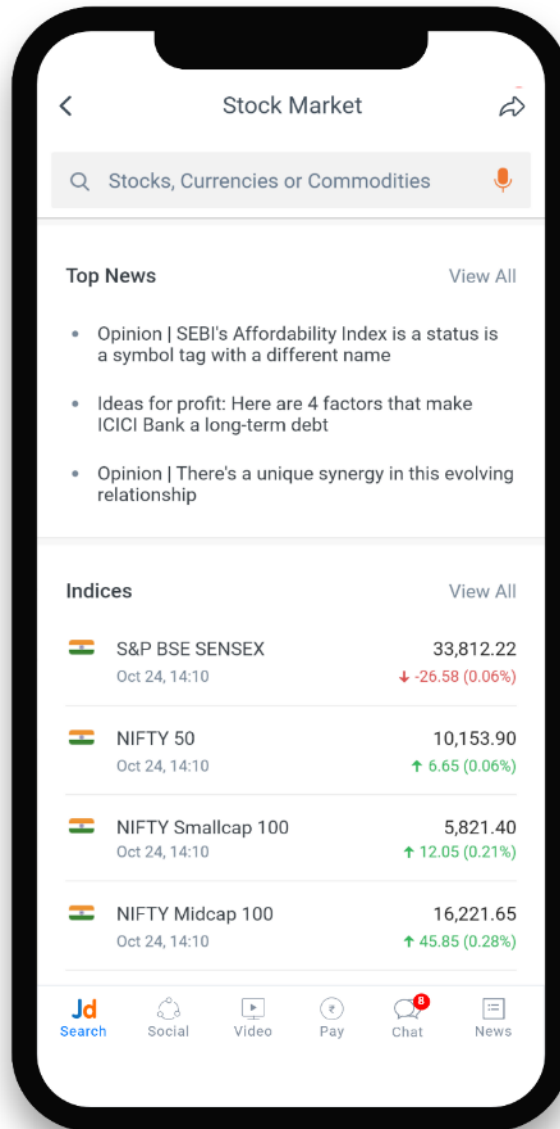 Stock Market
Stocks, Currencies or Commodities
Top News
View All
Opinion | SEBI's Affordability Index is a status is
a symbol tag with a different name
Ideas for profit: Here are 4 factors that make
ICICI Bank a long-term debt
Opinion | There's a unique synergy in this evolving
relationship
Indices
View All
S&P BSE SENSEX
33,812.22
Oct 24, 14:10
↓ -26.58 (0.06%)
NIFTY 50
10,153.90
Oct 24, 14:10
↑ 6.65 (0.06%)
NIFTY Smallcap 100
5,821.40
Oct 24, 14:10
↑ 12.05 (0.21%)
NIFTY Midcap 100
16,221.65
Oct 24, 14:10
↑ 45.85 (0.28%)
Jd
₹
8
Search
Social
Video
Pay
Chat
News